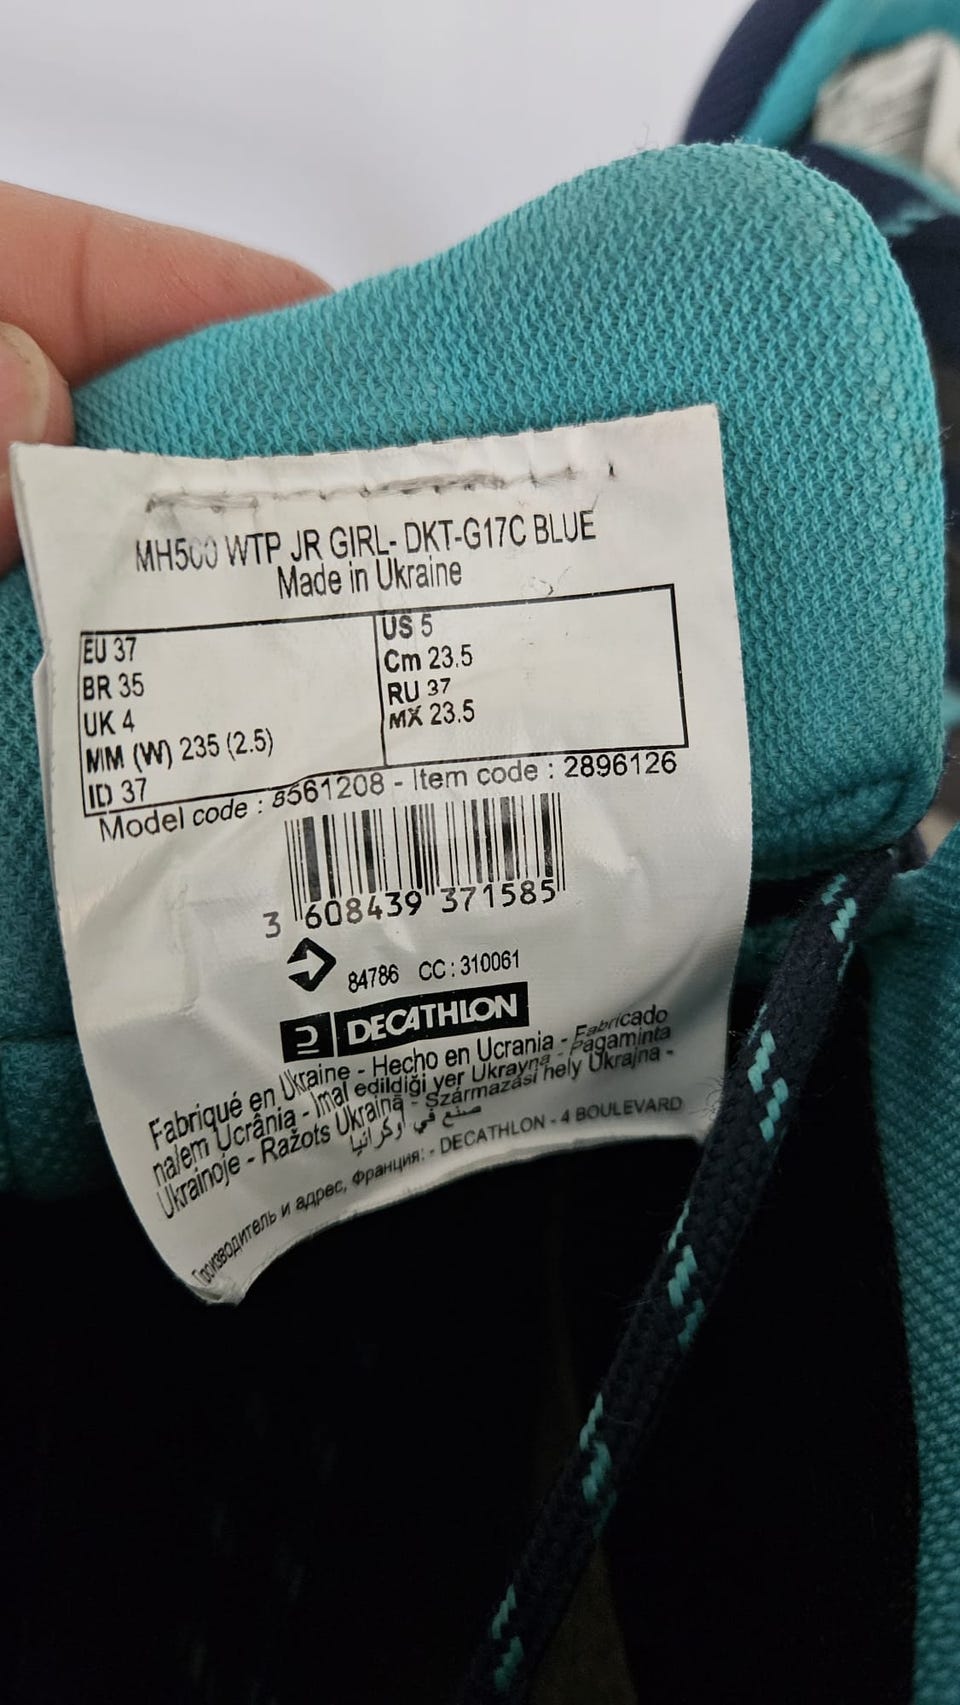 MH500 WTP JR GIRL- DKT-G17C BLUE
Made in Ukraine
EU 37
BR 35
UK 4
MM (W) 235 (2.5)
ID 37
US 5
Cm 23.5
RU 37
MX 23.5
Model code : 8561208 - Item code : 2896126
3 608439 371585
84786 CC : 310061
DECATHLON
Fabriqué en Ukraine - Hecho en Ucrania - Fabricado
na/em Ucrânia - İmal edildiği yer Ukrayna - Pagaminta
Ukrainoje - Ražots Ukrainā - Származási hely Ukrajna -
صنع في أوكرانيا
Производитель и адрес, Франция: - DECATHLON - 4 BOULEVARD